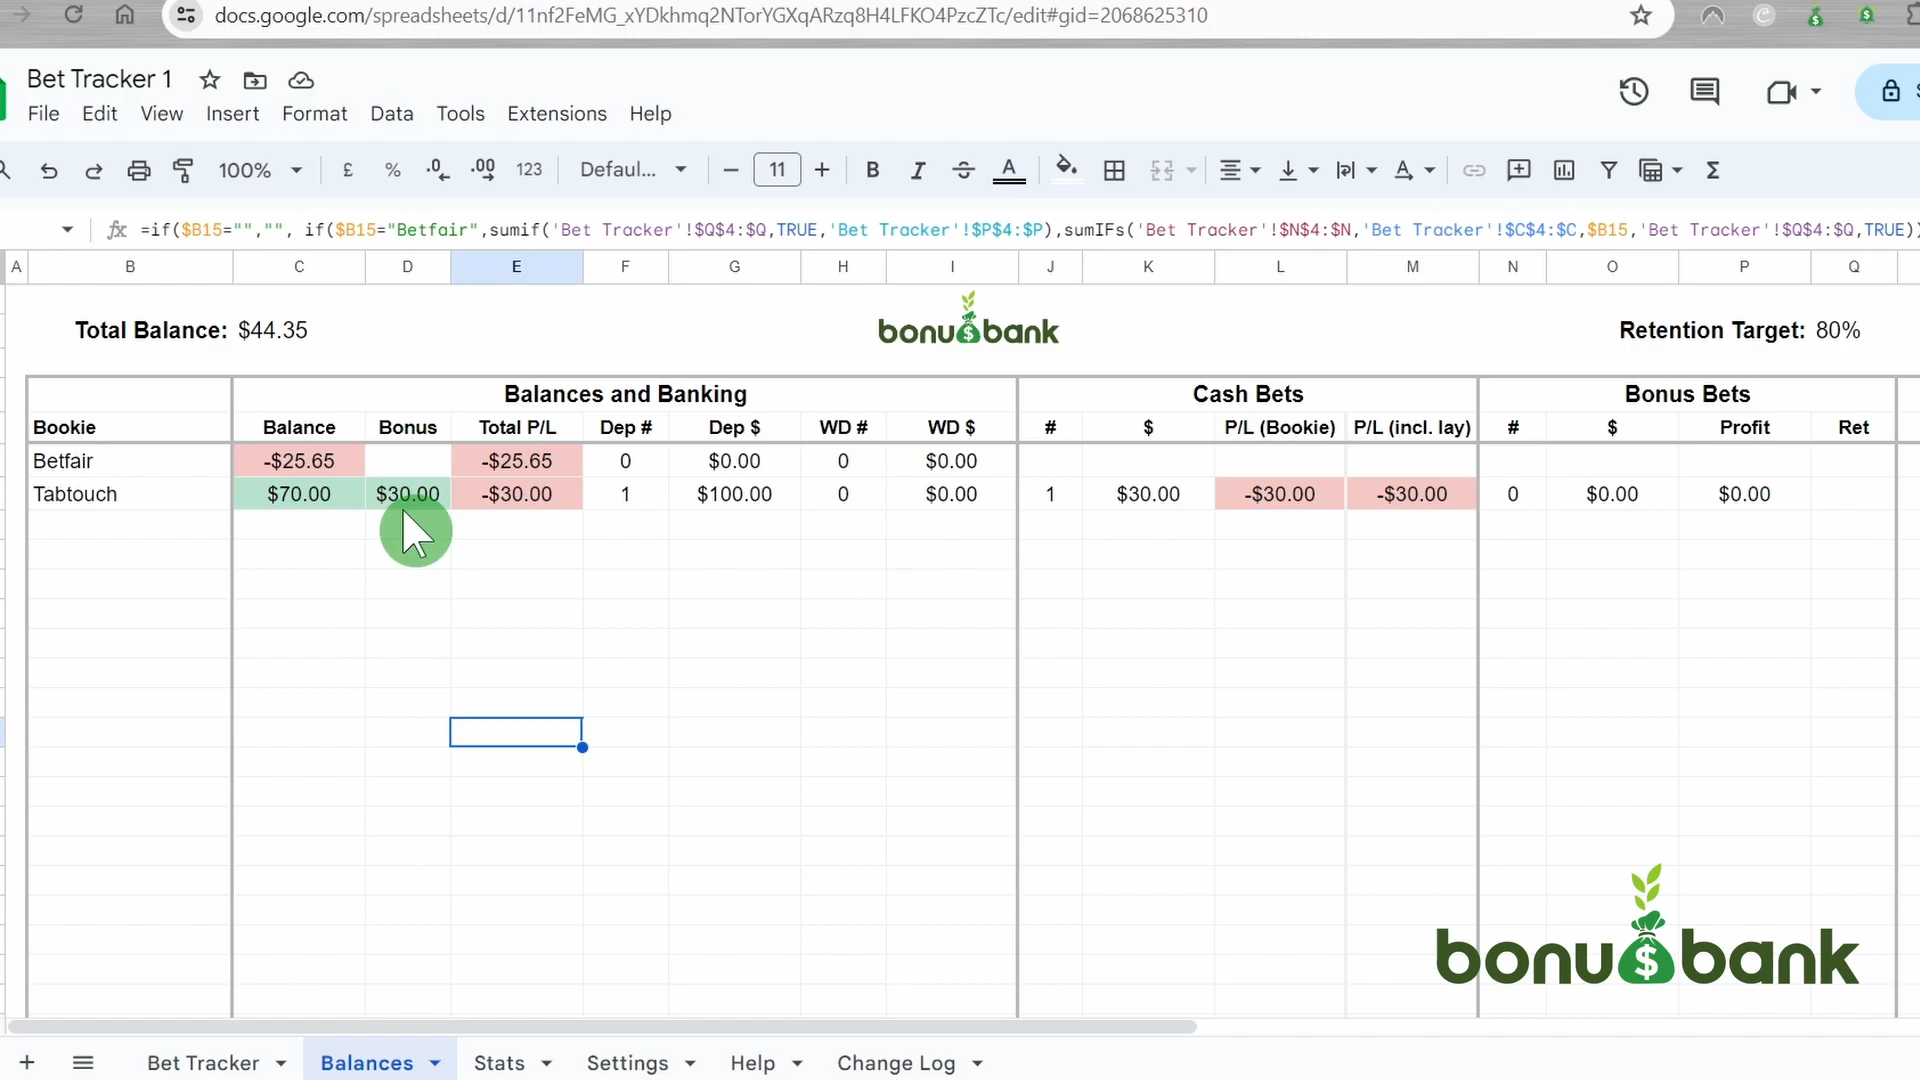 docs.google.com/spreadsheets/d/11nf2FeMG_xYDkhmq2NTorYGXqARzq8H4LFKO4PzcZTc/edit#gid=2068625310
Bet Tracker 1
File Edit View Insert Format Data Tools Extensions Help
100% £ % .0 .00 123 Defaul... 11 B I S A
fx =if($B15="","", if($B15="Betfair",sumif('Bet Tracker'!$Q$4:$Q,TRUE,'Bet Tracker'!$P$4:$P),sumIFs('Bet Tracker'!$N$4:$N,'Bet Tracker'!$C$4:$C,$B15,'Bet Tracker'!$Q$4:$Q,TRUE))
A B C D E F G H I J K L M N O P Q
Total Balance: $44.35 bonusbank Retention Target: 80%
Balances and Banking Cash Bets Bonus Bets
Bookie Balance Bonus Total P/L Dep # Dep $ WD # WD $ # $ P/L (Bookie) P/L (incl. lay) # $ Profit Ret
Betfair -$25.65 -$25.65 0 $0.00 0 $0.00
Tabtouch $70.00 $30.00 -$30.00 1 $100.00 0 $0.00 1 $30.00 -$30.00 -$30.00 0 $0.00 $0.00
bonusbank
Bet Tracker Balances Stats Settings Help Change Log